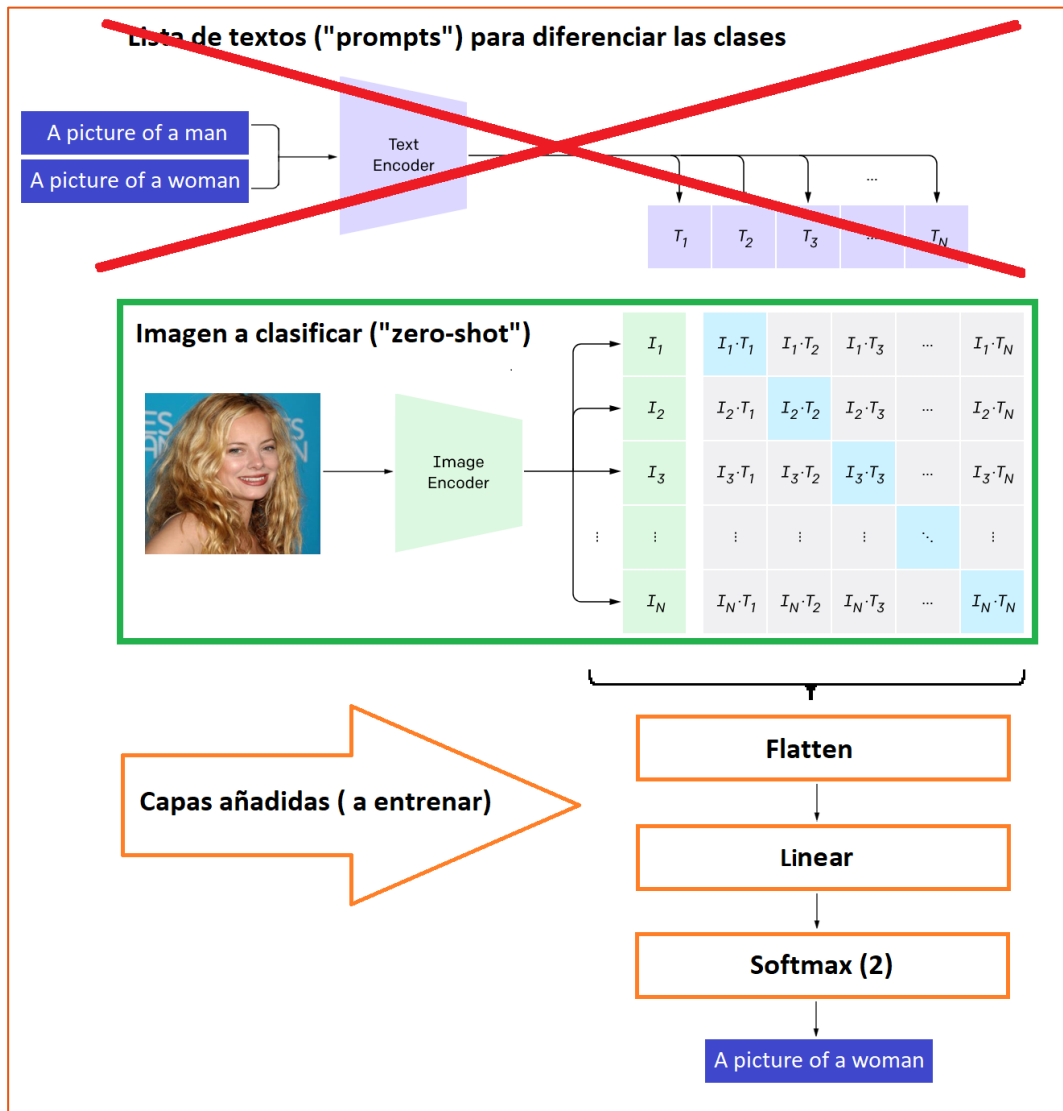 Lista de textos ("prompts") para diferenciar las clases
A picture of a man
A picture of a woman
Text
Encoder
...
T1 T2 T3 ... TN
Imagen a clasificar ("zero-shot")
I1 I1·T1 I1·T2 I1·T3 ... I1·TN
I2 I2·T1 I2·T2 I2·T3 ... I2·TN
Image
Encoder
I3 I3·T1 I3·T2 I3·T3 ... I3·TN
⋮ ⋮ ⋮ ⋮ ⋮ ⋱ ⋮
IN IN·T1 IN·T2 IN·T3 ... IN·TN
Flatten
Capas añadidas ( a entrenar)
Linear
Softmax (2)
A picture of a woman